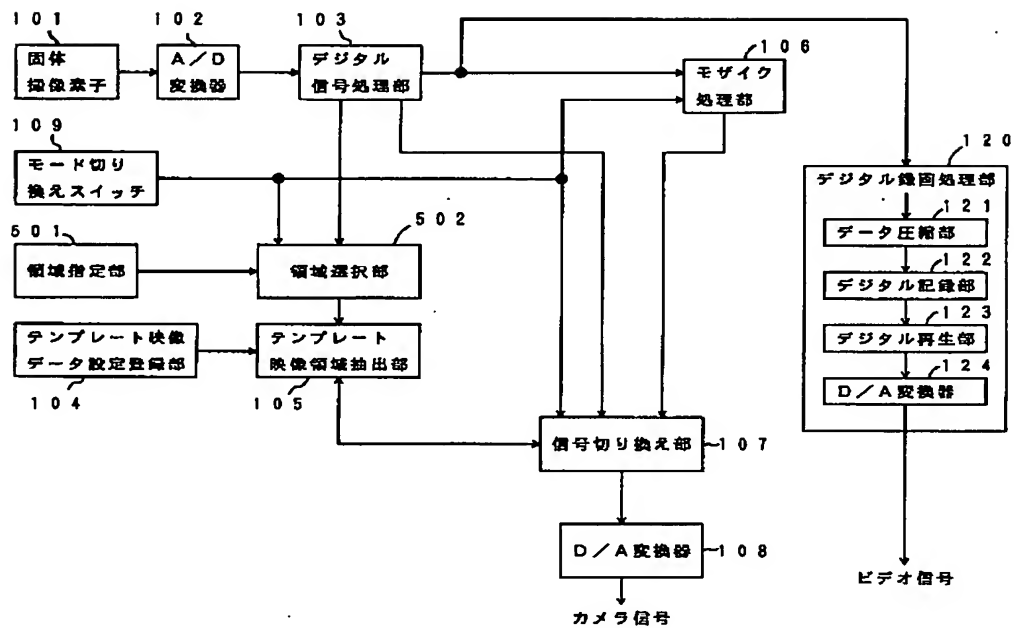 １０１
固体
撮像素子
１０２
Ａ／Ｄ
変換器
１０３
デジタル
信号処理部
１０６
モザイク
処理部
１０９
モード切り
換えスイッチ
５０１
領域指定部
５０２
領域選択部
テンプレート映像
データ設定登録部
１０４
テンプレート
映像領域抽出部
１０５
信号切り換え部
１０７
Ｄ／Ａ変換器
１０８
カメラ信号
１２０
デジタル録画処理部
１２１
データ圧縮部
１２２
デジタル記録部
１２３
デジタル再生部
１２４
Ｄ／Ａ変換器
ビデオ信号